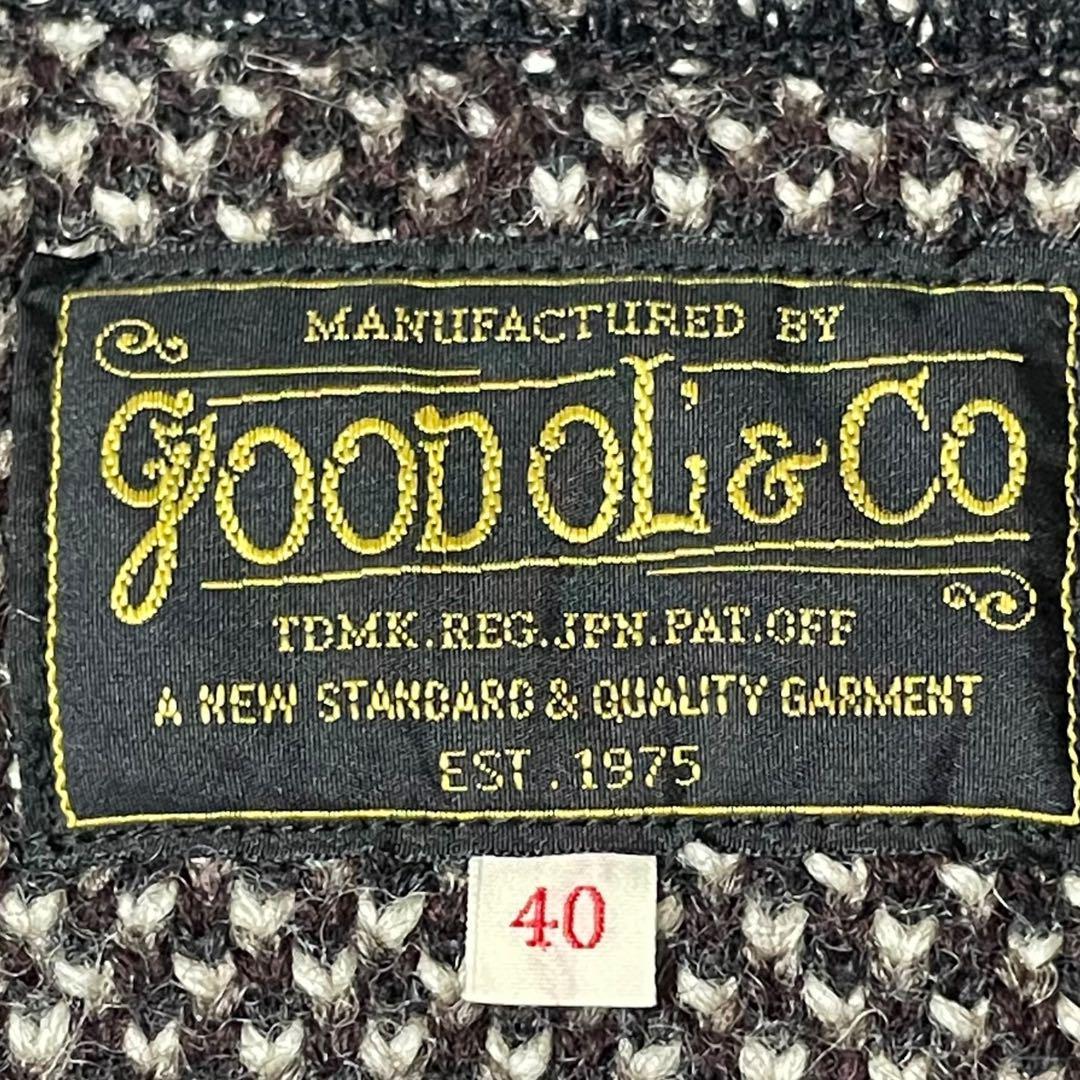 MANUFACTURED BY
GOOD OL' & CO
TDMK.REG.JPN.PAT.OFF
A NEW STANDARD & QUALITY GARMENT
EST.1975
40